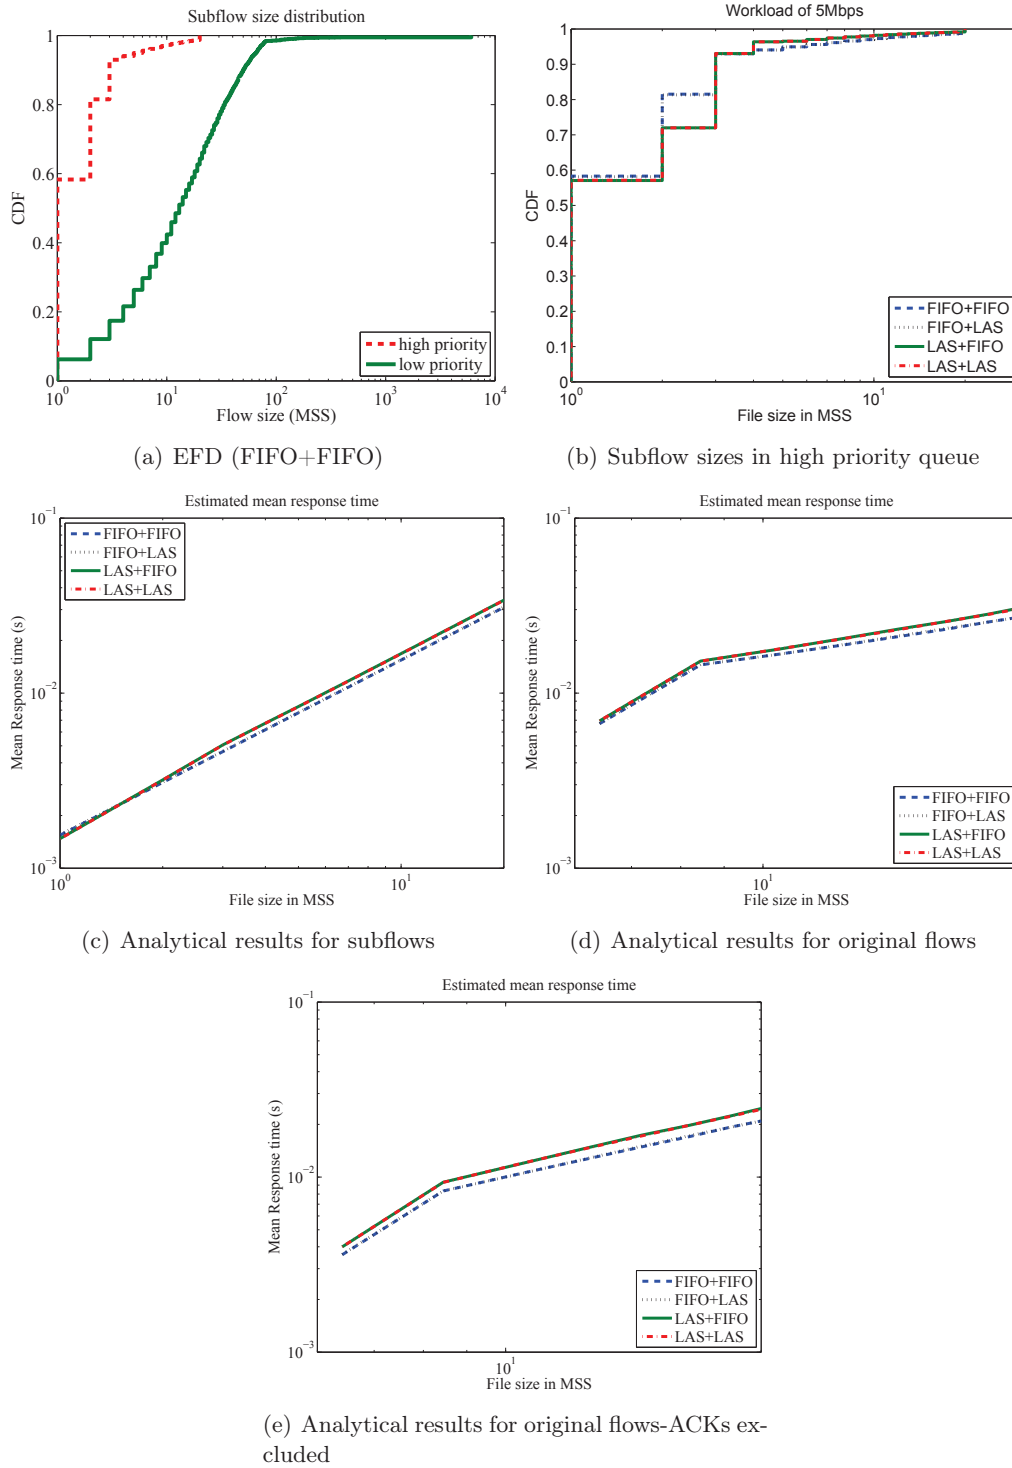 Subflow size distribution
1
0.8
0.6
0.4
0.2
0
CDF
10^0 10^1 10^2 10^3 10^4
Flow size (MSS)
high priority
low priority
(a) EFD (FIFO+FIFO)
Workload of 5Mbps
1
0.9
0.8
0.7
0.6
0.5
0.4
0.3
0.2
0.1
0
CDF
10^0 10^1
File size in MSS
FIFO+FIFO
FIFO+LAS
LAS+FIFO
LAS+LAS
(b) Subflow sizes in high priority queue
Estimated mean response time
10^-1
10^-2
10^-3
Mean Response time (s)
FIFO+FIFO
FIFO+LAS
LAS+FIFO
LAS+LAS
10^0 10^1
File size in MSS
(c) Analytical results for subflows
Estimated mean response time
10^-1
10^-2
10^-3
Mean Response time (s)
FIFO+FIFO
FIFO+LAS
LAS+FIFO
LAS+LAS
10^1
File size in MSS
(d) Analytical results for original flows
Estimated mean response time
10^-1
10^-2
10^-3
Mean Response time (s)
FIFO+FIFO
FIFO+LAS
LAS+FIFO
LAS+LAS
10^1
File size in MSS
(e) Analytical results for original flows-ACKs ex-
cluded